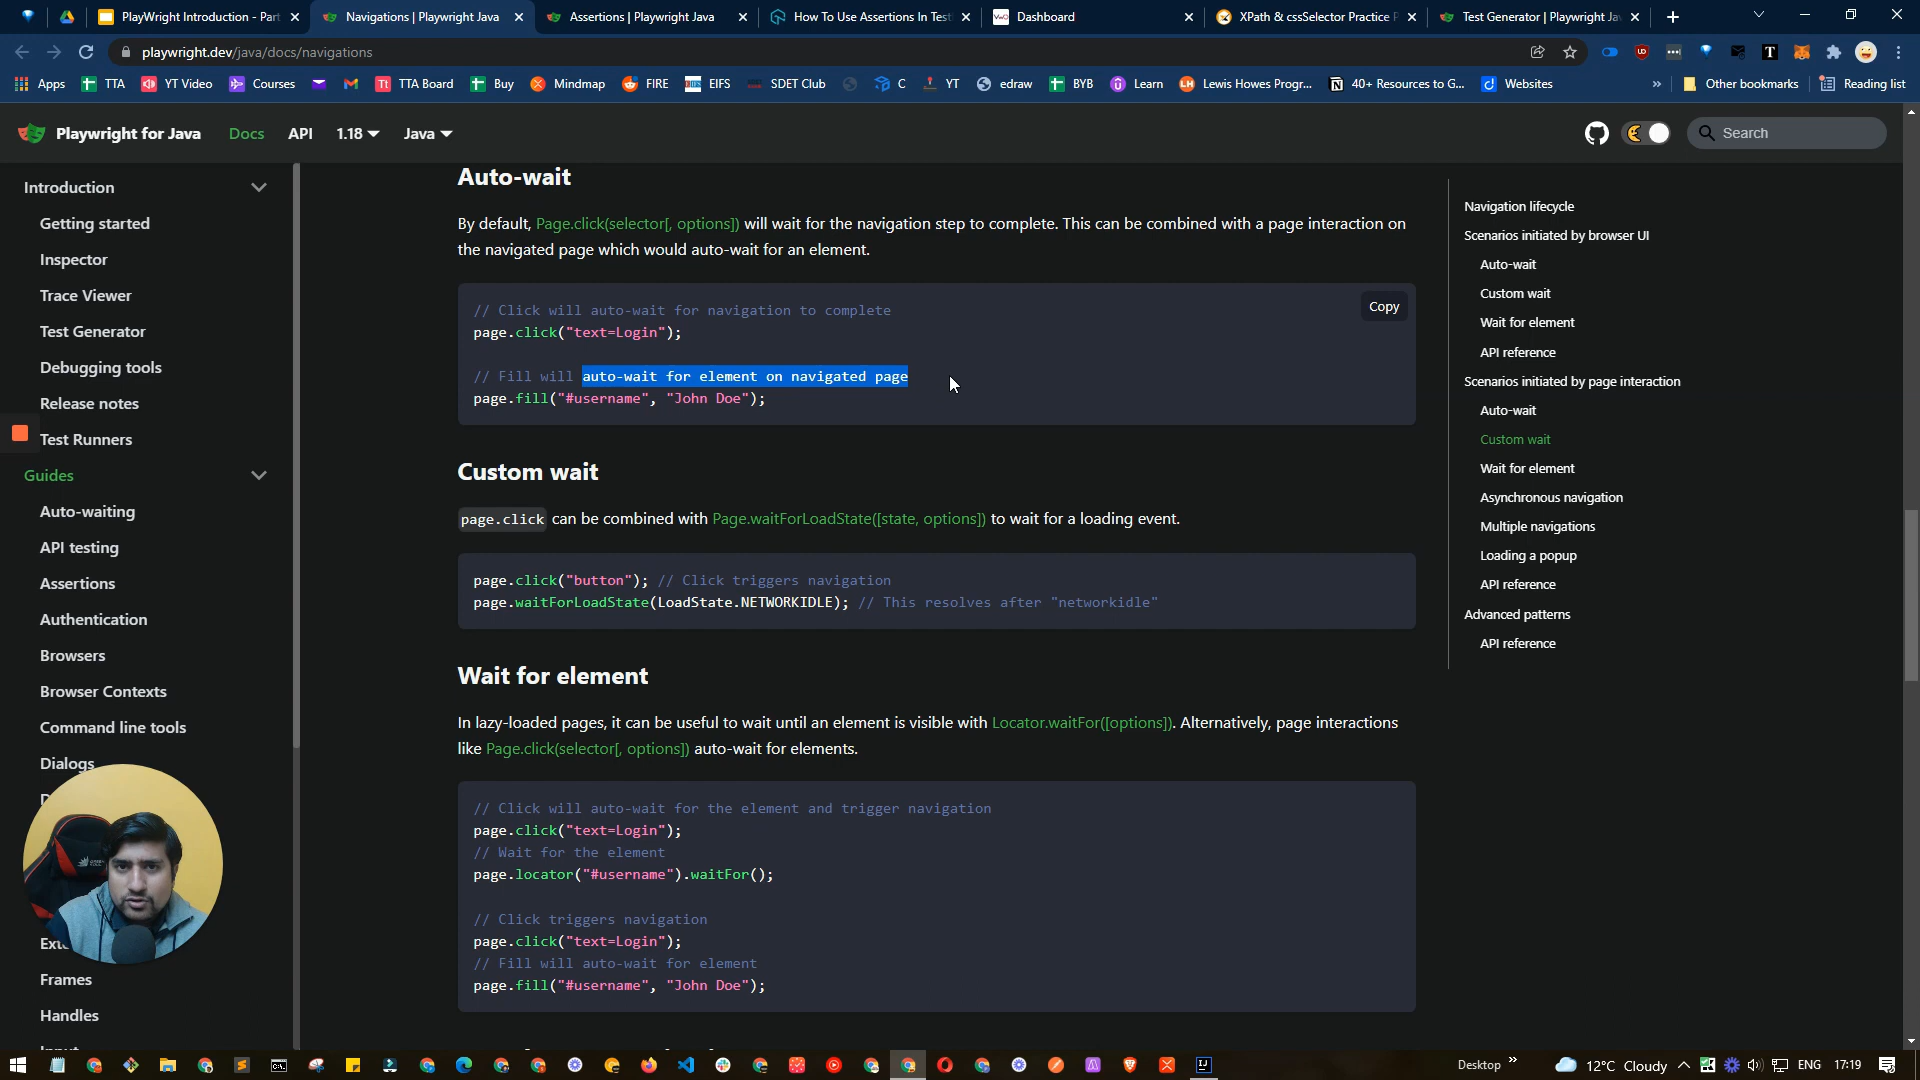 PlayWright Introduction - Part
Navigations | Playwright Java
Assertions | Playwright Java
How To Use Assertions In Test
Dashboard
XPath & cssSelector Practice P
Test Generator | Playwright Ja
playwright.dev/java/docs/navigations
Apps
TTA
YT Video
Courses
TTA Board
Buy
Mindmap
FIRE
EIFS
SDET Club
C
YT
edraw
BYB
Learn
Lewis Howes Progr...
40+ Resources to G...
Websites
»
Other bookmarks
Reading list
Playwright for Java
Docs
API
1.18
Java
Search
Introduction
Getting started
Inspector
Trace Viewer
Test Generator
Debugging tools
Release notes
Test Runners
Guides
Auto-waiting
API testing
Assertions
Authentication
Browsers
Browser Contexts
Command line tools
Dialogs
Frames
Handles
Auto-wait
By default, Page.click(selector[, options]) will wait for the navigation step to complete. This can be combined with a page interaction on
the navigated page which would auto-wait for an element.
// Click will auto-wait for navigation to complete
page.click("text=Login");
// Fill will auto-wait for element on navigated page
page.fill("#username", "John Doe");
Copy
Custom wait
page.click can be combined with Page.waitForLoadState([state, options]) to wait for a loading event.
page.click("button"); // Click triggers navigation
page.waitForLoadState(LoadState.NETWORKIDLE); // This resolves after "networkidle"
Wait for element
In lazy-loaded pages, it can be useful to wait until an element is visible with Locator.waitFor([options]). Alternatively, page interactions
like Page.click(selector[, options]) auto-wait for elements.
// Click will auto-wait for the element and trigger navigation
page.click("text=Login");
// Wait for the element
page.locator("#username").waitFor();
// Click triggers navigation
page.click("text=Login");
// Fill will auto-wait for element
page.fill("#username", "John Doe");
Navigation lifecycle
Scenarios initiated by browser UI
Auto-wait
Custom wait
Wait for element
API reference
Scenarios initiated by page interaction
Auto-wait
Custom wait
Wait for element
Asynchronous navigation
Multiple navigations
Loading a popup
API reference
Advanced patterns
API reference
Desktop
»
12°C Cloudy
ENG
17:19